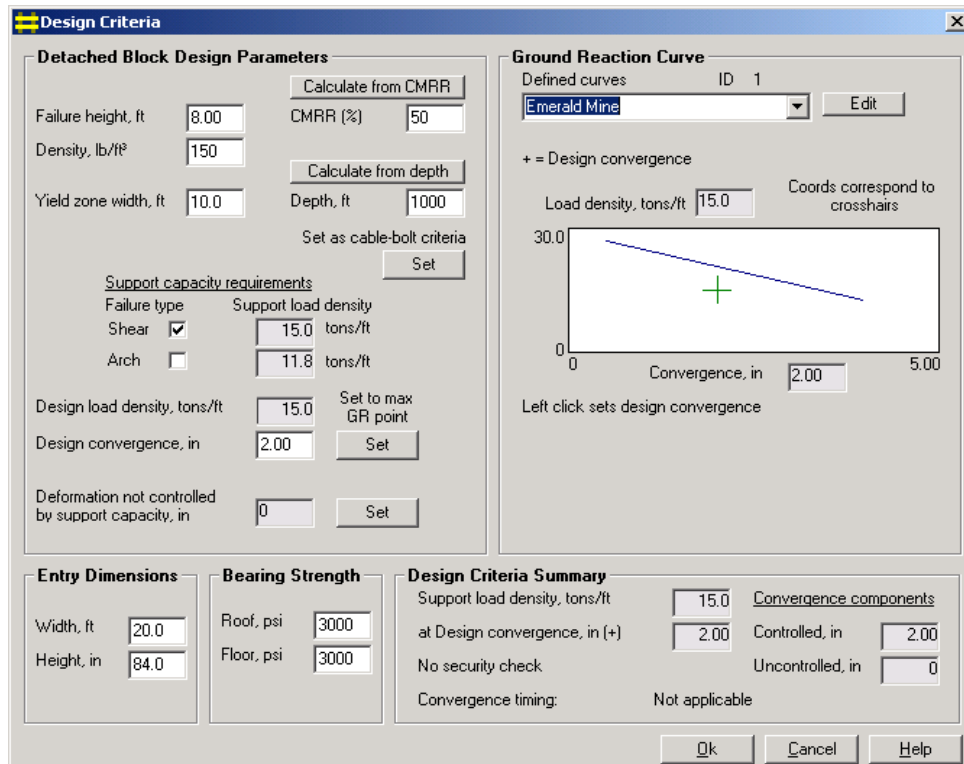 Design Criteria
Detached Block Design Parameters
Calculate from CMRR
Failure height, ft 8.00 CMRR (%) 50
Density, lb/ft³ 150
Calculate from depth
Yield zone width, ft 10.0 Depth, ft 1000
Set as cable-bolt criteria
Set
Support capacity requirements
Failure type Support load density
Shear 15.0 tons/ft
Arch 11.8 tons/ft
Design load density, tons/ft 15.0 Set to max
GR point
Design convergence, in 2.00 Set
Deformation not controlled
by support capacity, in 0 Set
Ground Reaction Curve
Defined curves ID 1
Emerald Mine Edit
+ = Design convergence
Load density, tons/ft 15.0 Coords correspond to
crosshairs
30.0
0
0 5.00
Convergence, in 2.00
Left click sets design convergence
Entry Dimensions
Width, ft 20.0
Height, in 84.0
Bearing Strength
Roof, psi 3000
Floor, psi 3000
Design Criteria Summary
Support load density, tons/ft 15.0 Convergence components
at Design convergence, in (+) 2.00 Controlled, in 2.00
No security check Uncontrolled, in 0
Convergence timing: Not applicable
Ok Cancel Help